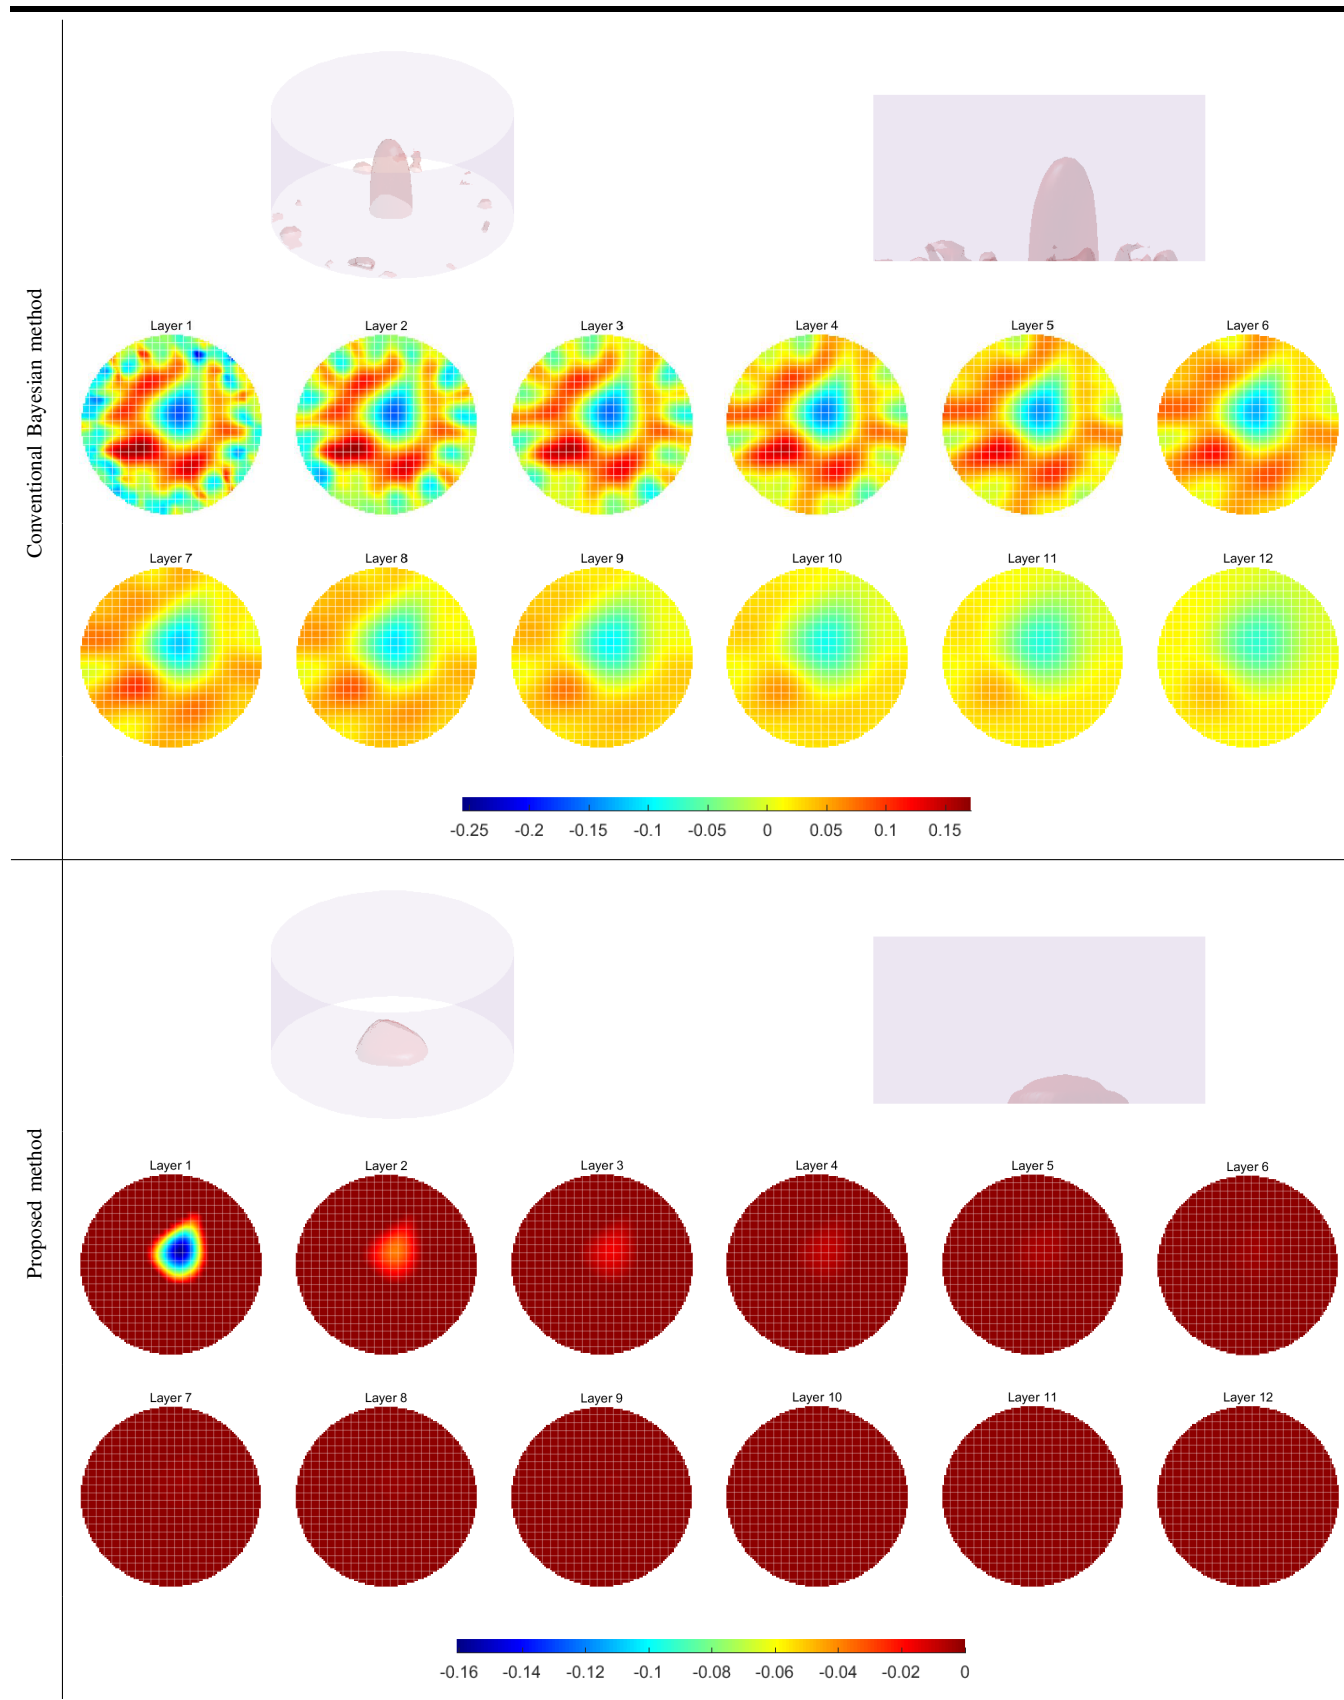 Conventional Bayesian method
Layer 1 Layer 2 Layer 3 Layer 4 Layer 5 Layer 6
Layer 7 Layer 8 Layer 9 Layer 10 Layer 11 Layer 12
-0.25 -0.2 -0.15 -0.1 -0.05 0 0.05 0.1 0.15
Proposed method
Layer 1 Layer 2 Layer 3 Layer 4 Layer 5 Layer 6
Layer 7 Layer 8 Layer 9 Layer 10 Layer 11 Layer 12
-0.16 -0.14 -0.12 -0.1 -0.08 -0.06 -0.04 -0.02 0